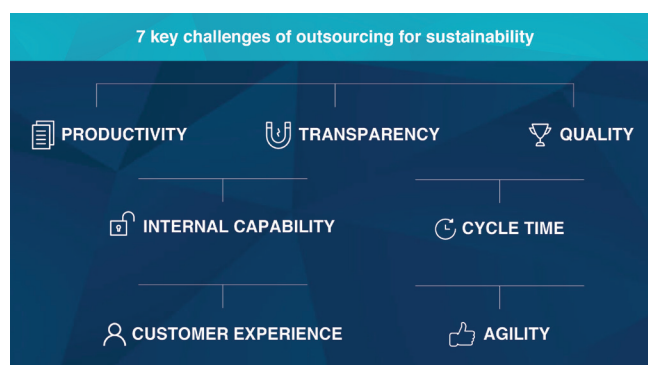 7 key challenges of outsourcing for sustainability
PRODUCTIVITY
TRANSPARENCY
QUALITY
INTERNAL CAPABILITY
CYCLE TIME
CUSTOMER EXPERIENCE
AGILITY